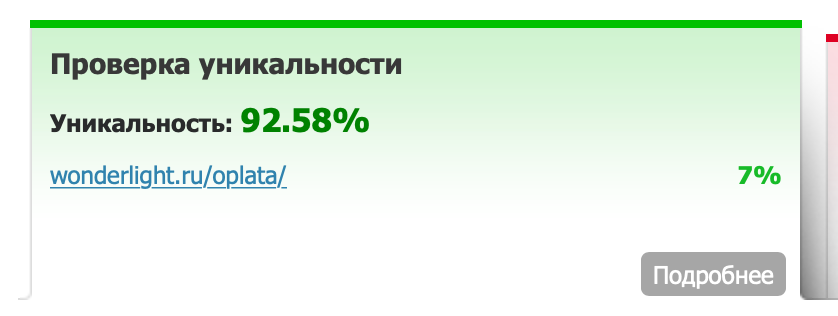 Проверка уникальности
Уникальность: 92.58%
wonderlight.ru/oplata/ 7%
Подробнее